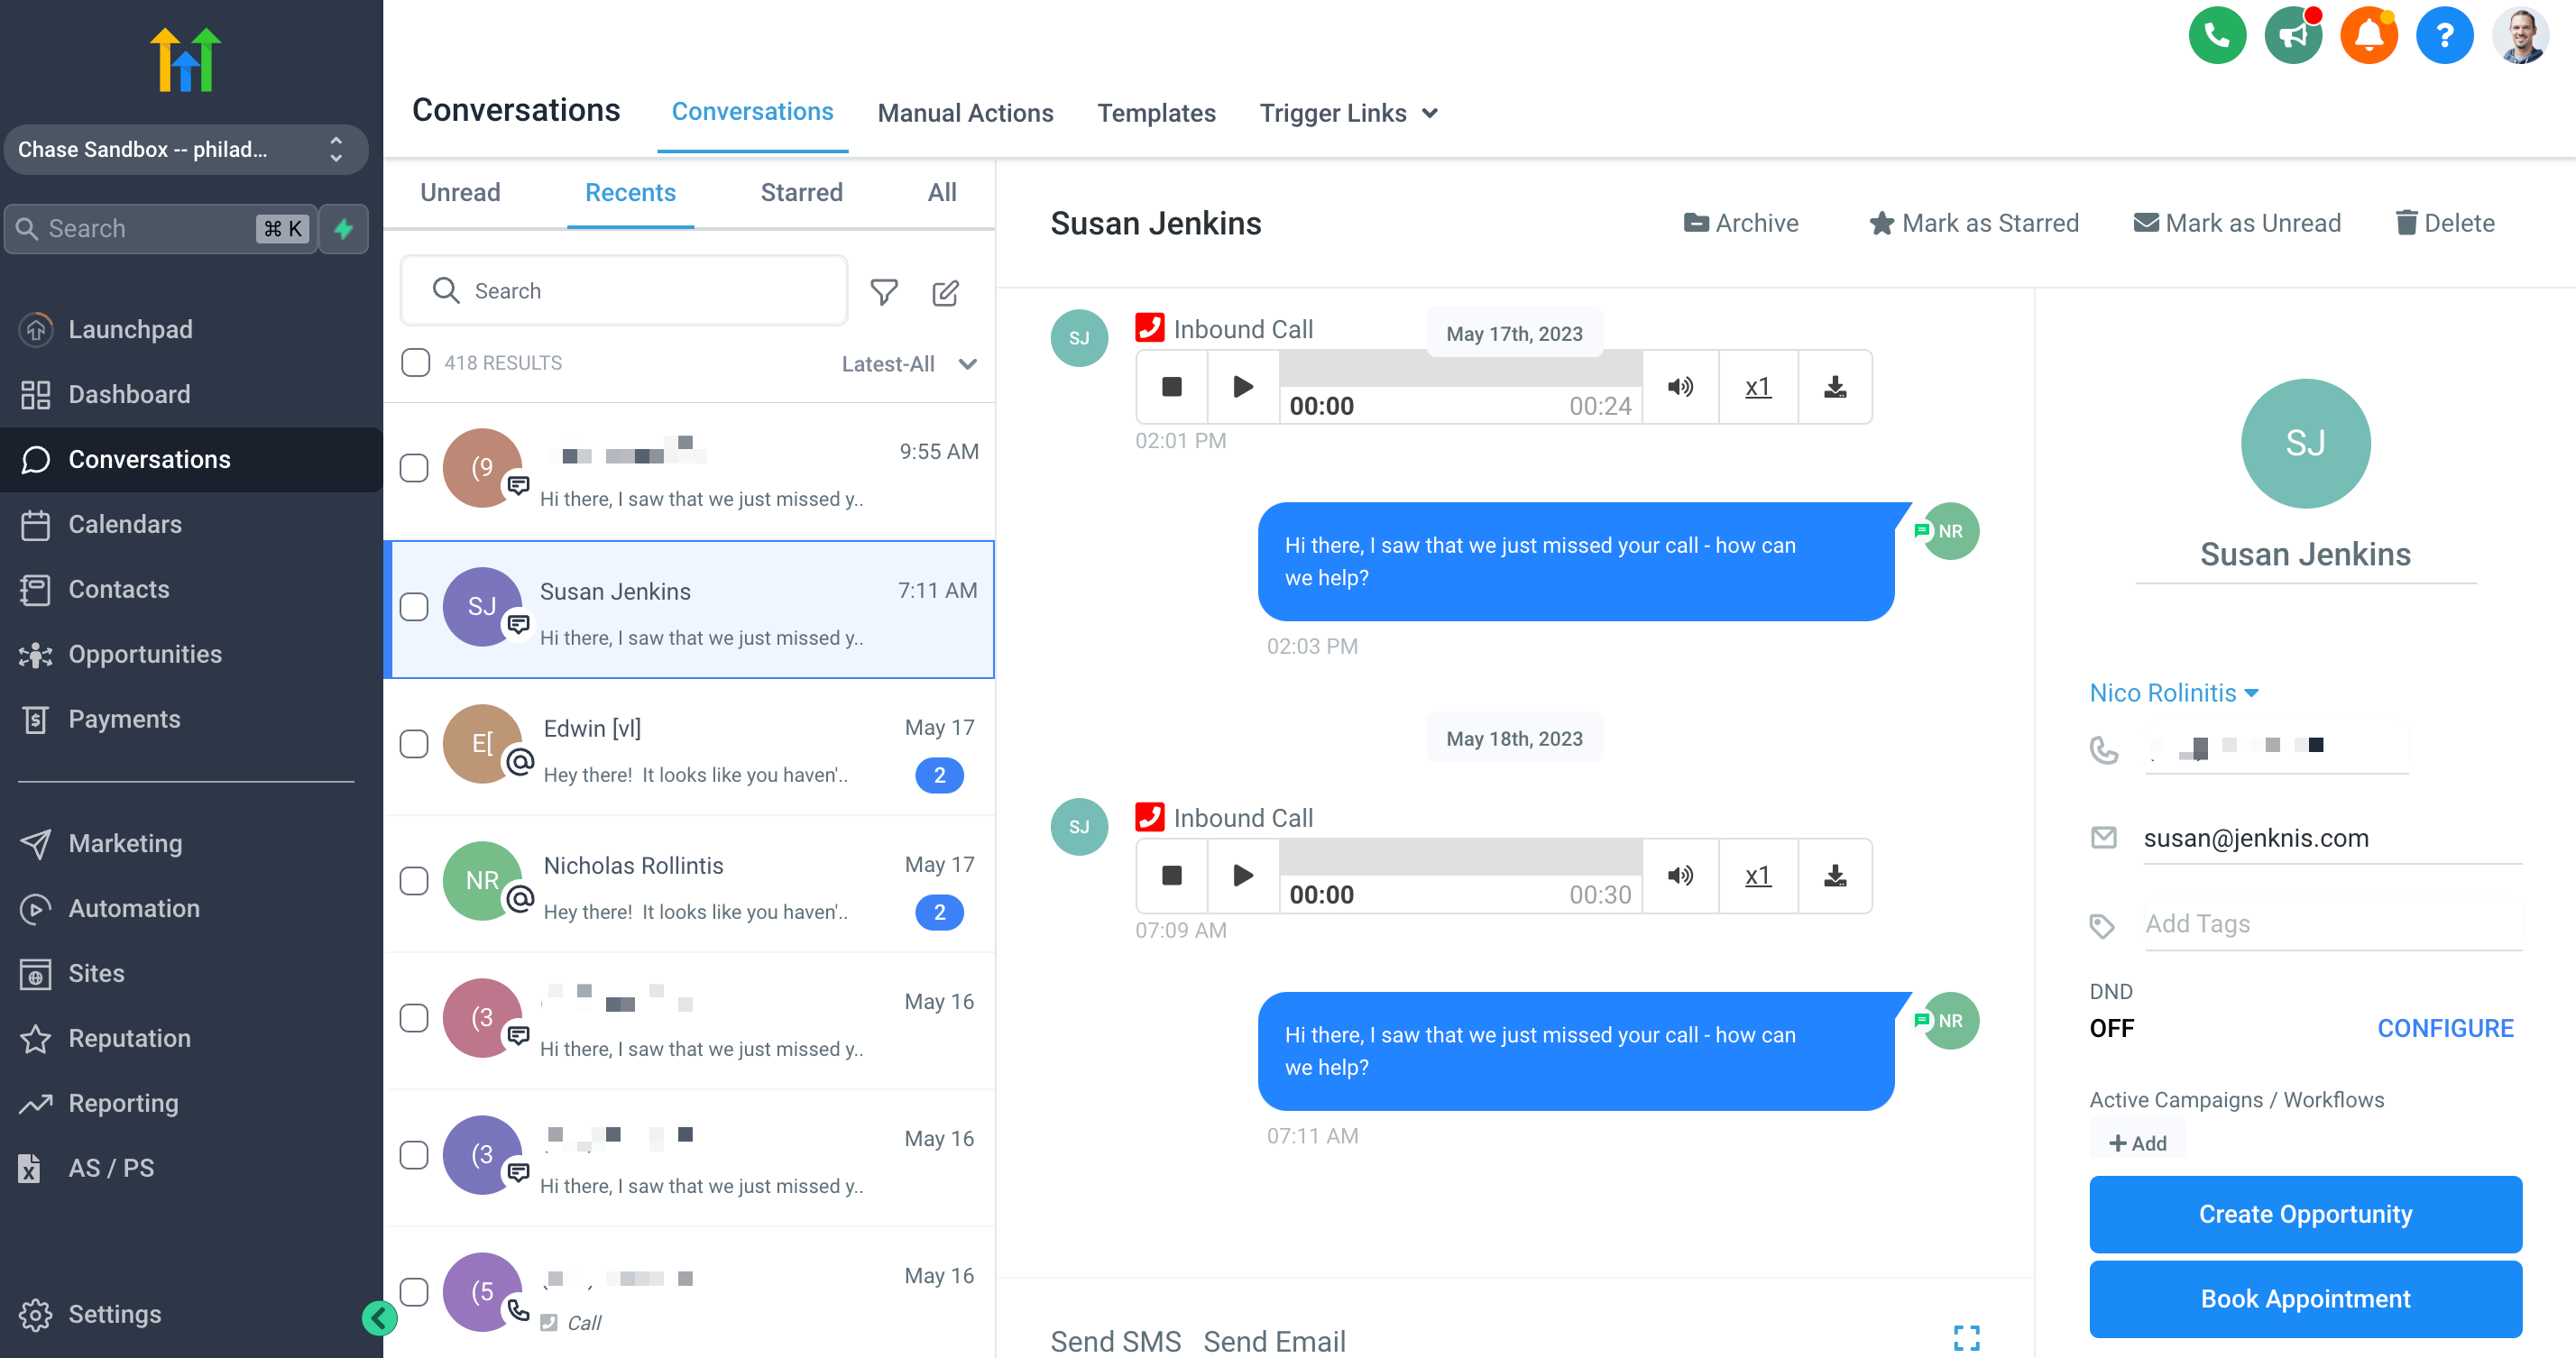 Chase Sandbox -- philad...
Search
⌘ K
Launchpad
Dashboard
Conversations
Calendars
Contacts
Opportunities
Payments
Marketing
Automation
Sites
Reputation
Reporting
AS / PS
Settings
Conversations
Conversations
Manual Actions
Templates
Trigger Links
?
Unread
Recents
Starred
All
Search
418 RESULTS
Latest-All
(9
9:55 AM
Hi there, I saw that we just missed y..
SJ
Susan Jenkins
7:11 AM
Hi there, I saw that we just missed y..
E[
Edwin [vl]
May 17
Hey there! It looks like you haven'..
2
NR
Nicholas Rollintis
May 17
Hey there! It looks like you haven'..
2
(3
May 16
Hi there, I saw that we just missed y..
(3
May 16
Hi there, I saw that we just missed y..
(5
May 16
Call
Susan Jenkins
Archive
Mark as Starred
Mark as Unread
Delete
May 17th, 2023
SJ
Inbound Call
00:00
00:24
x1
02:01 PM
Hi there, I saw that we just missed your call - how can
we help?
NR
02:03 PM
May 18th, 2023
SJ
Inbound Call
00:00
00:30
x1
07:09 AM
Hi there, I saw that we just missed your call - how can
we help?
NR
07:11 AM
Send SMS
Send Email
SJ
Susan Jenkins
Nico Rolinitis
susan@jenknis.com
Add Tags
DND
OFF
CONFIGURE
Active Campaigns / Workflows
+ Add
Create Opportunity
Book Appointment